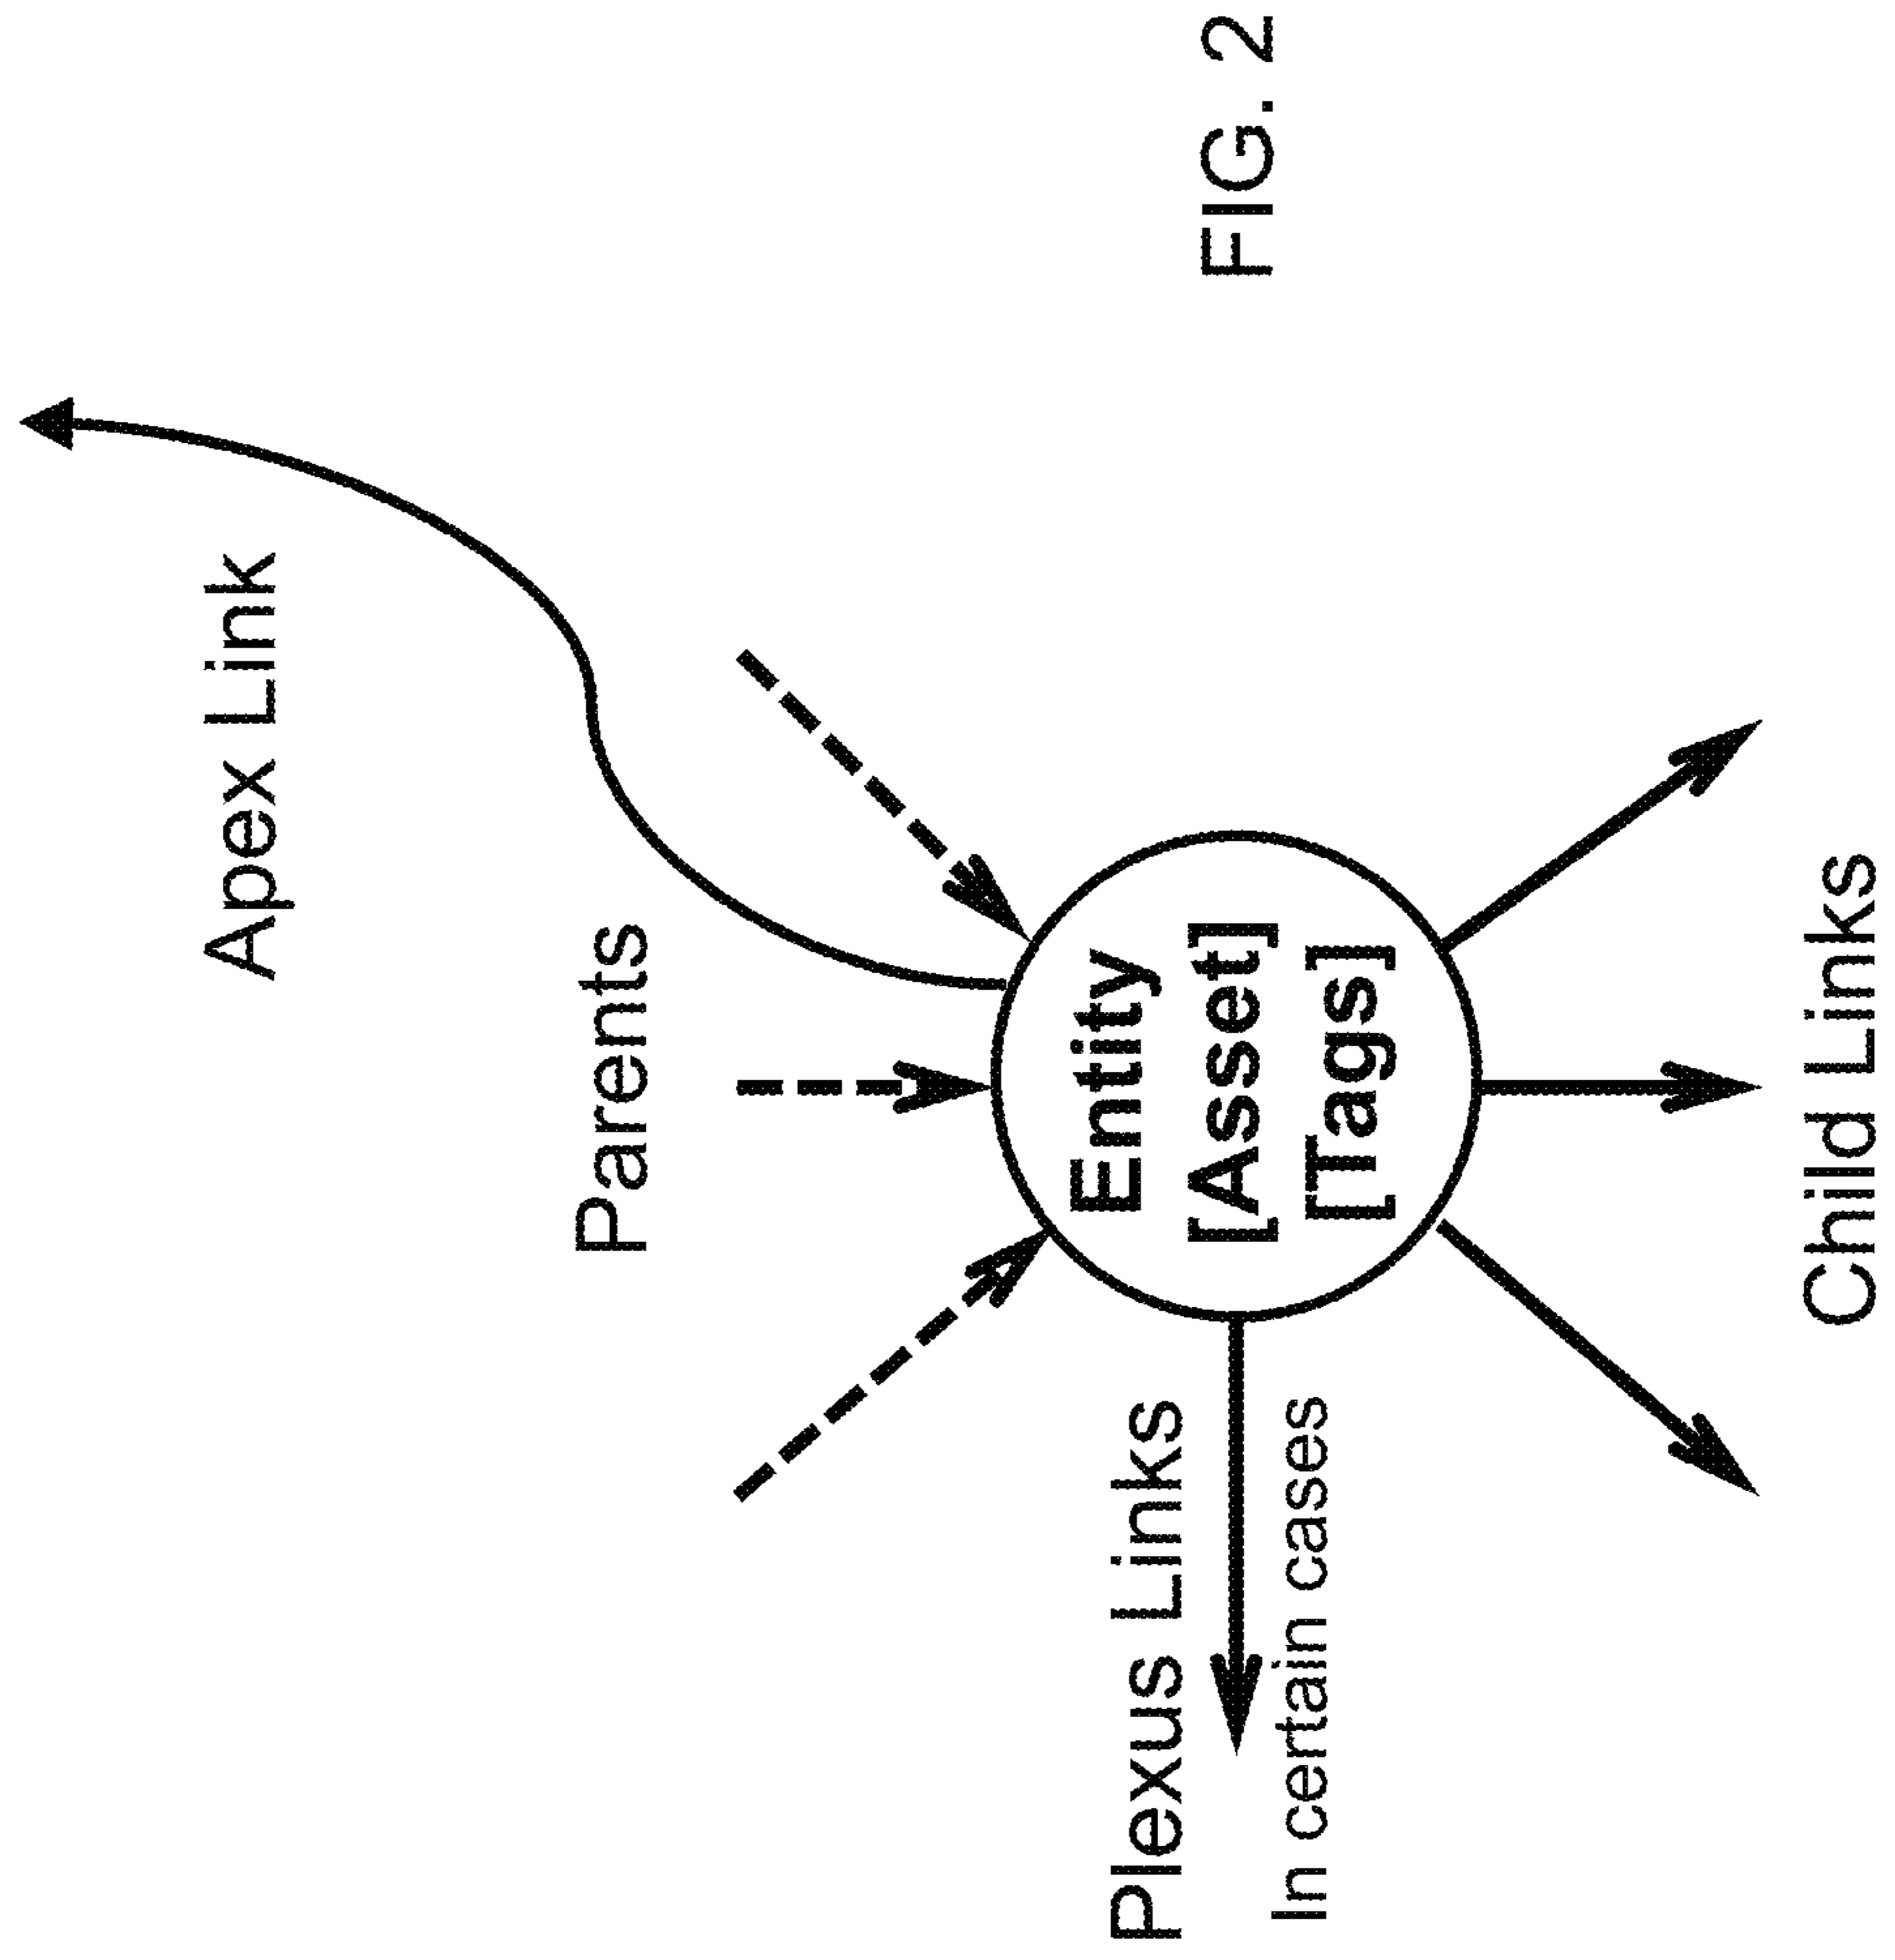 Apex Link
Parents
Entity
[Asset]
[Tags]
Plexus Links
In certain cases
Child Links
FIG. 2